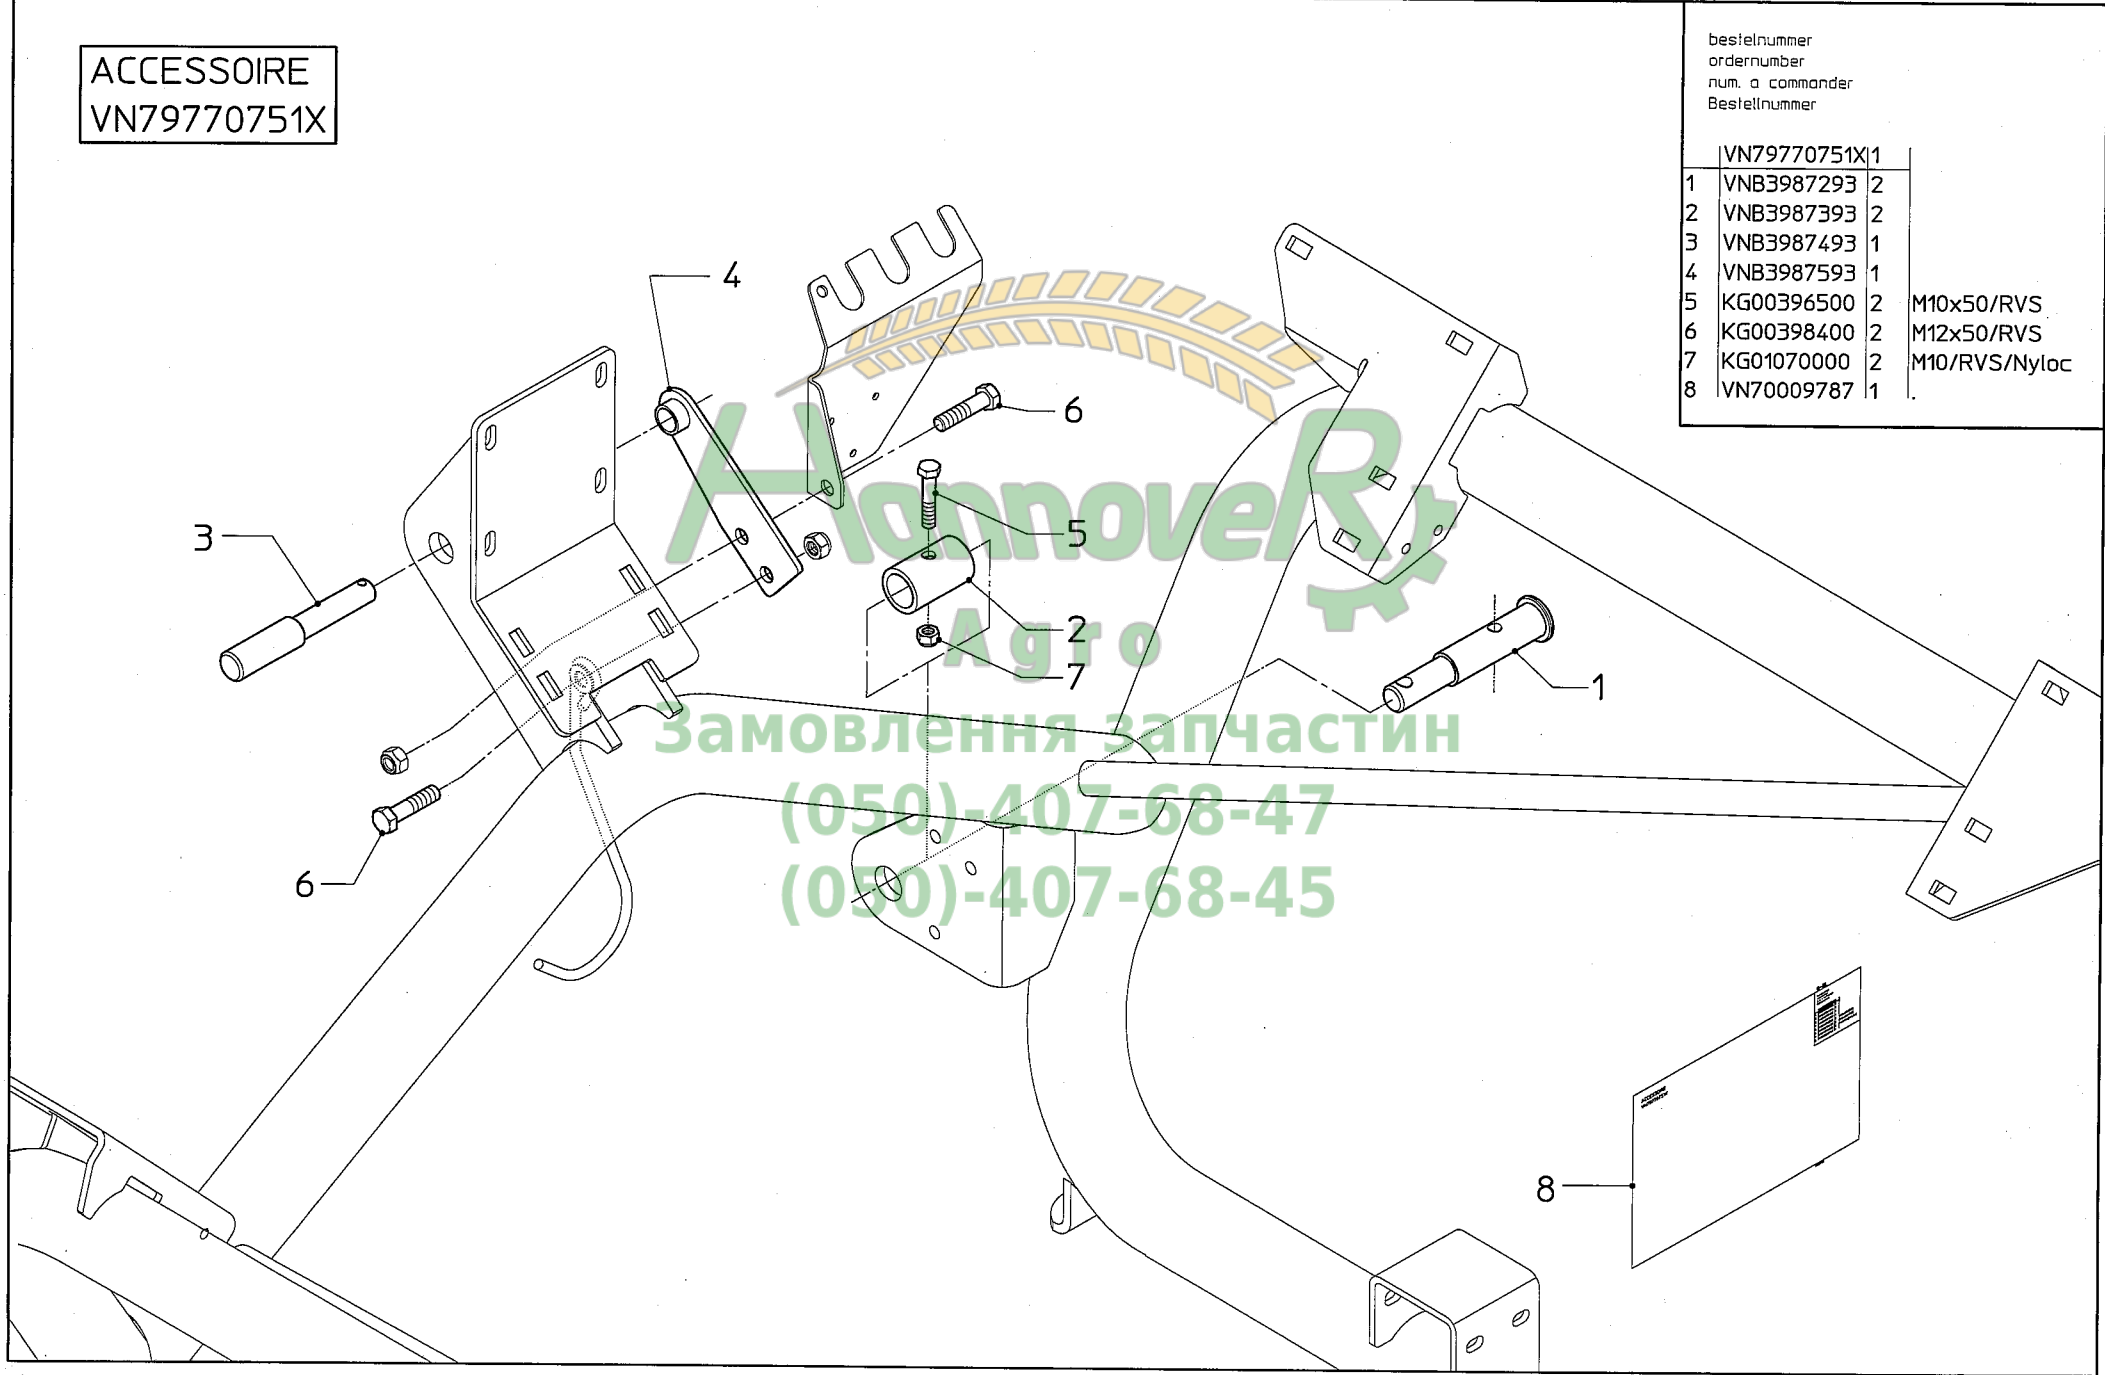 ACCESSOIRE
VN79770751X
bestelnummer
ordernumber
num. a commander
Bestellnummer
VN79770751X 1
1 VNB3987293 2
2 VNB3987393 2
3 VNB3987493 1
4 VNB3987593 1
5 KG00396500 2 M10x50/RVS
6 KG00398400 2 M12x50/RVS
7 KG01070000 2 M10/RVS/Nyloc
8 VN70009787 1 .
4
6
3
5
2
7
1
6
8
HannoveR
Agro
Замовлення запчастин
(050)-407-68-47
(050)-407-68-45
ACCESSOIRE
VN79770751X